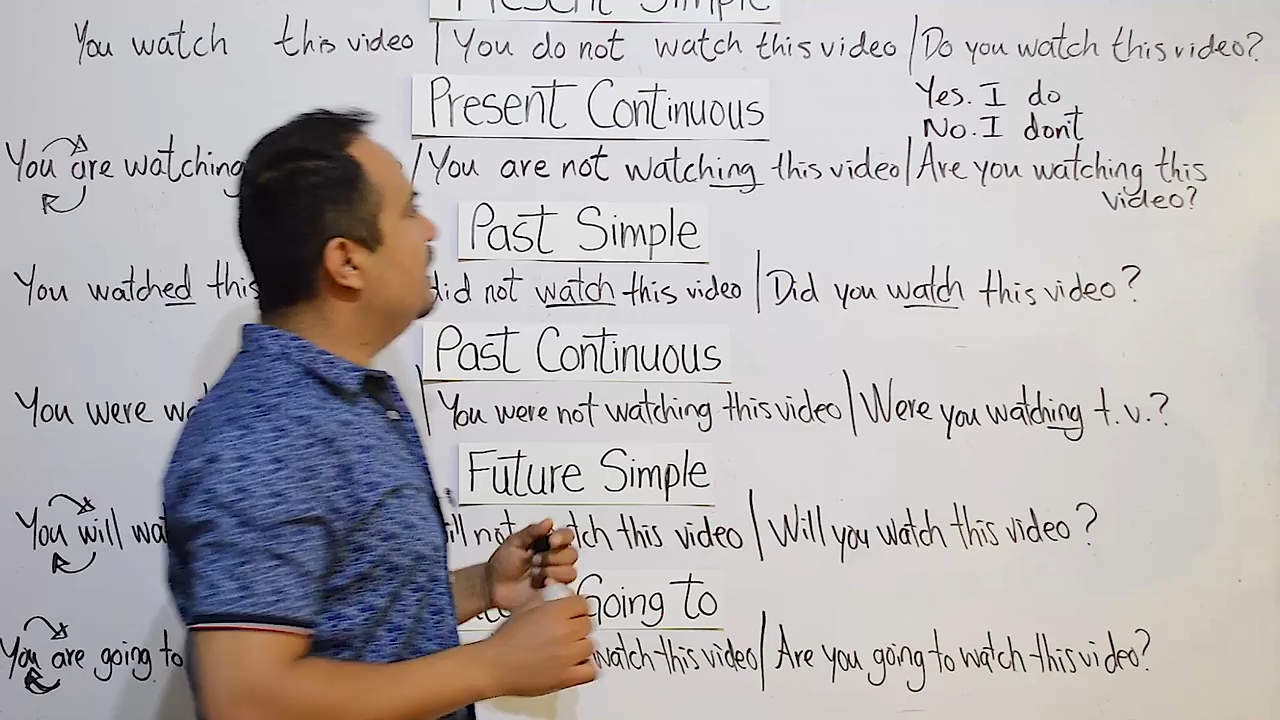 Present Simple
You watch this video | You do not watch this video | Do you watch this video?
Yes. I do
No. I don't
Present Continuous
You are watching / You are not watching this video | Are you watching this
video?
Past Simple
You watched this did not watch this video | Did you watch this video?
Past Continuous
You were | You were not watching this video | Were you watching t.v.?
Future Simple
You will not this video | Will you watch this video?
Going to
You are going to watch this video | Are you going to watch this video?